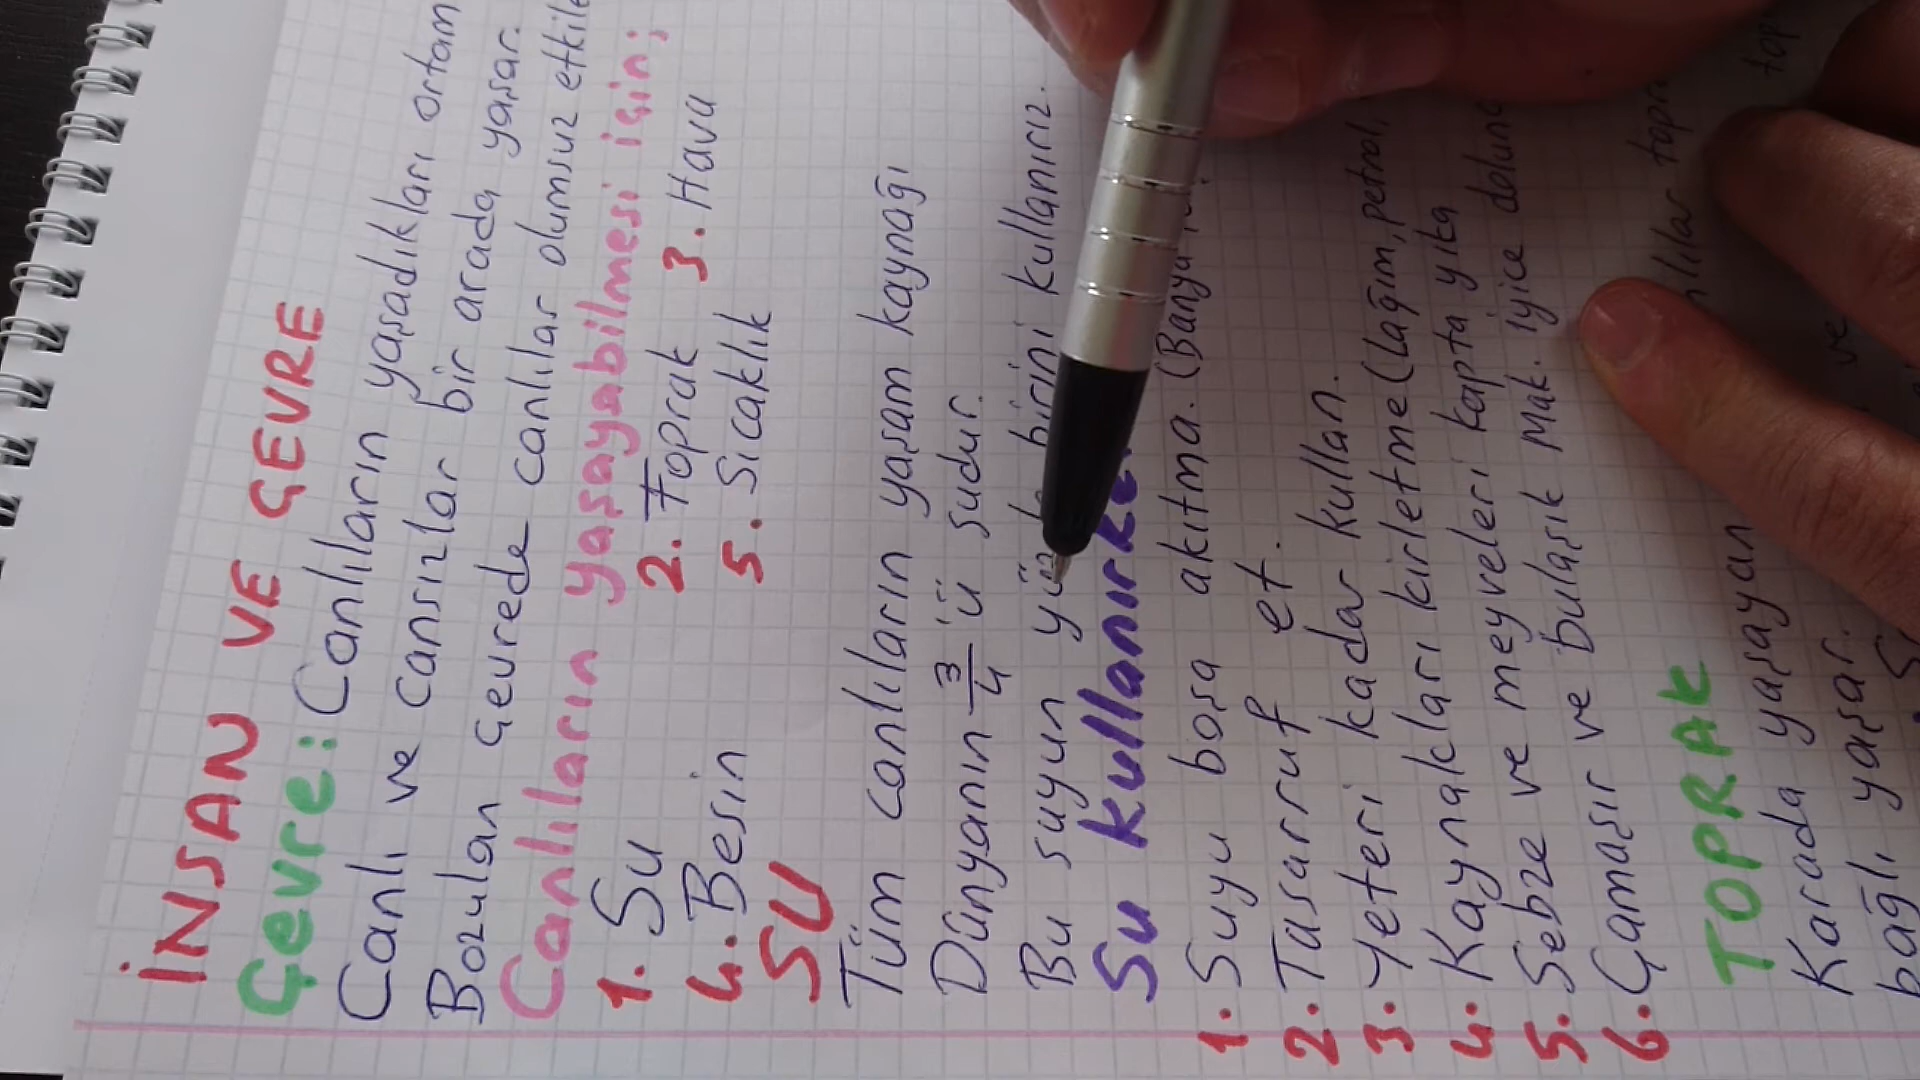 İNSAN VE ÇEVRE
Çevre: Canlıların yaşadıkları ortam
Canlı ve cansızlar bir arada yaşar.
Bozulan çevrede canlılar olumsuz etkile
Canlıların yaşayabilmesi için;
1. Su 2. Toprak 3. Hava
4. Besin 5. Sıcaklık
SU
Tüm canlıların yaşam kaynağı
Dünyanın 3/4 ü sudur.
Bu suyun birini kullanırız.
Su kullanırke
1. Suyu boşa akıtma. (Banya
2. Tasarruf et.
3. Yeteri kadar kullan.
4. Kaynakları kirletme (Lağım, petrol,
5. Sebze ve meyveleri kapta yıka
6. Çamaşır ve bulaşık Mak. iyice dolunc
TOPRAK
Karada yaşayan
bağlı yaşar.